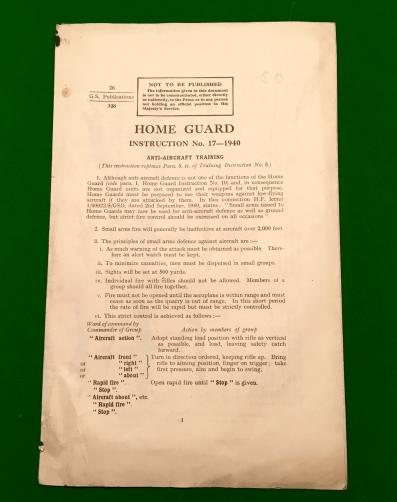 26
G.S. Publications
308
NOT TO BE PUBLISHED
The information given in this document
is not to be communicated, either directly
or indirectly, to the Press or to any person
not holding an official position in His
Majesty's Service.
HOME GUARD
INSTRUCTION No. 17—1940
ANTI-AIRCRAFT TRAINING
(This instruction replaces Para. 8. iv. of Training Instruction No. 8.)
1. Although anti-aircraft defence is not one of the functions of the Home
Guard (vide para. 1, Home Guard Instruction No. 10) and, in consequence
Home Guard units are not organized and equipped for that purpose,
Home Guards must be prepared to use their weapons against low-flying
aircraft if they are attacked by them. In this connection H.F. letter
dated 2nd September, 1940, states: "Small arms issued
to Home Guards may now be used for anti-aircraft defence as well as ground
defence, but strict fire control should be exercised on all occasions".
2. Small arms fire will generally be ineffective at aircraft over 2,000 feet.
3. The principles of small arms defence against aircraft are :—
i. As much warning of the attack must be obtained as possible. There-
fore an alert watch must be kept.
ii. To minimize casualties, men must be dispersed in small groups.
iii. Sights will be set at 500 yards.
iv. Individual fire with rifles should not be allowed. Members of a
group should all fire together.
v. Fire must not be opened until the aeroplane is within range and must
cease as soon as the quarry is out of range. In this short period
the rate of fire will be rapid but must be strictly controlled.
vi. This strict control is achieved as follows :—
Word of command by
Commander of Group
Action by members of group
"Aircraft action".
Adopt standing load position with rifle as vertical
as possible, and load, leaving safety catch
forward.
"Aircraft front"
or "right"
or "left"
or "about"
Turn in direction ordered, keeping rifle up. Bring
rifle to aiming position, finger on trigger; take
first pressure, aim and begin to swing.
"Rapid fire".
Open rapid fire until "Stop" is given.
"Stop".
"Aircraft about", etc.
"Rapid fire".
"Stop".
1